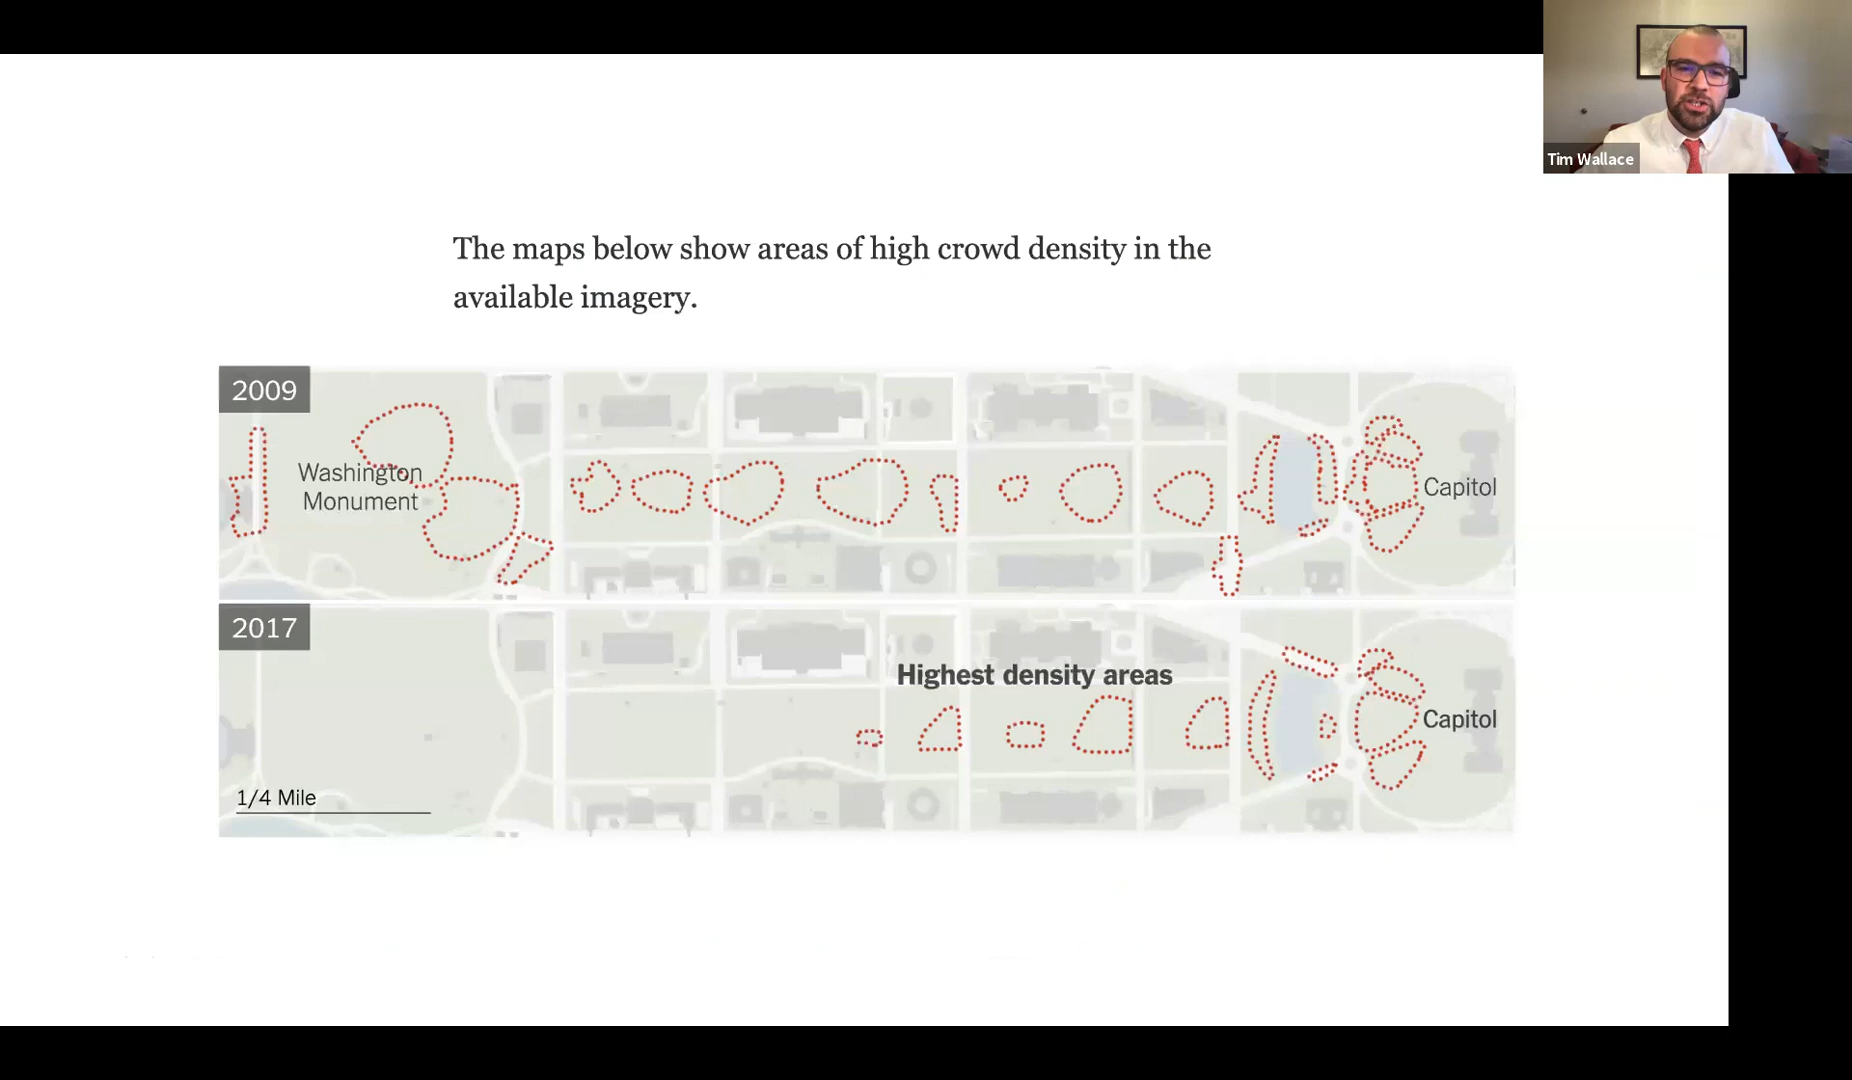 Tim Wallace
The maps below show areas of high crowd density in the
available imagery.
2009
Washington
Monument
Capitol
2017
Highest density areas
Capitol
1/4 Mile